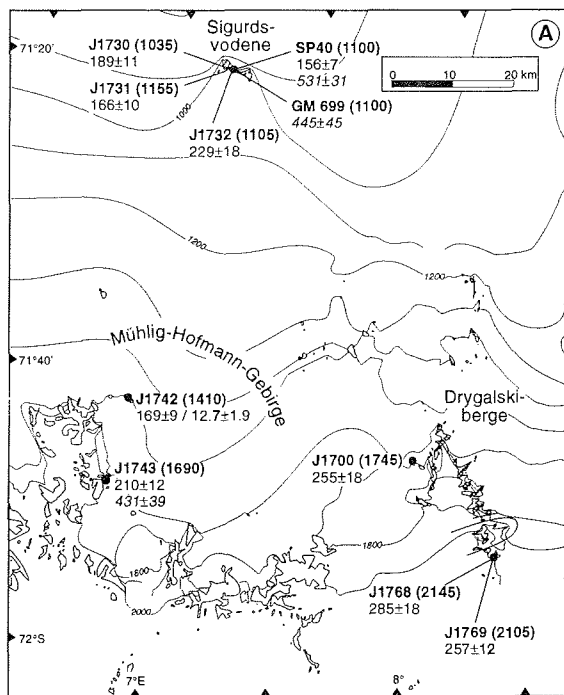 A
Sigurds-
vodene
71°20'
J1730 (1035)
189±11
SP40 (1100)
156±7
531±31
0 10 20 km
J1731 (1155)
166±10
GM 699 (1100)
445±45
1000
J1732 (1105)
229±18
1200
1200
Mühlig-Hofmann-Gebirge
71°40'
J1742 (1410)
169±9 / 12.7±1.9
Drygalski-
berge
J1743 (1690)
210±12
431±39
J1700 (1745)
255±18
1800
1800
2000
J1768 (2145)
285±18
J1769 (2105)
257±12
72°S
7°E
8°